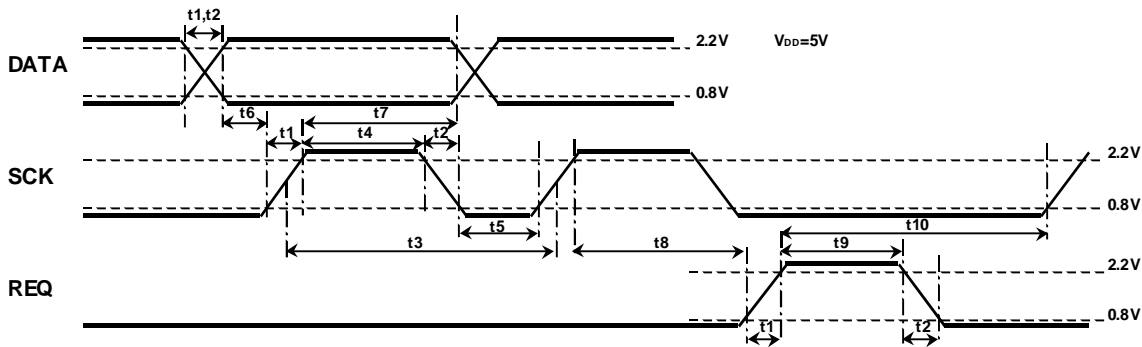 t1,t2
2.2V
VDD=5V
DATA
0.8V
t6
t7
t1
t4
t2
2.2V
SCK
0.8V
t5
t10
t3
t8
t9
2.2V
REQ
0.8V
t1
t2